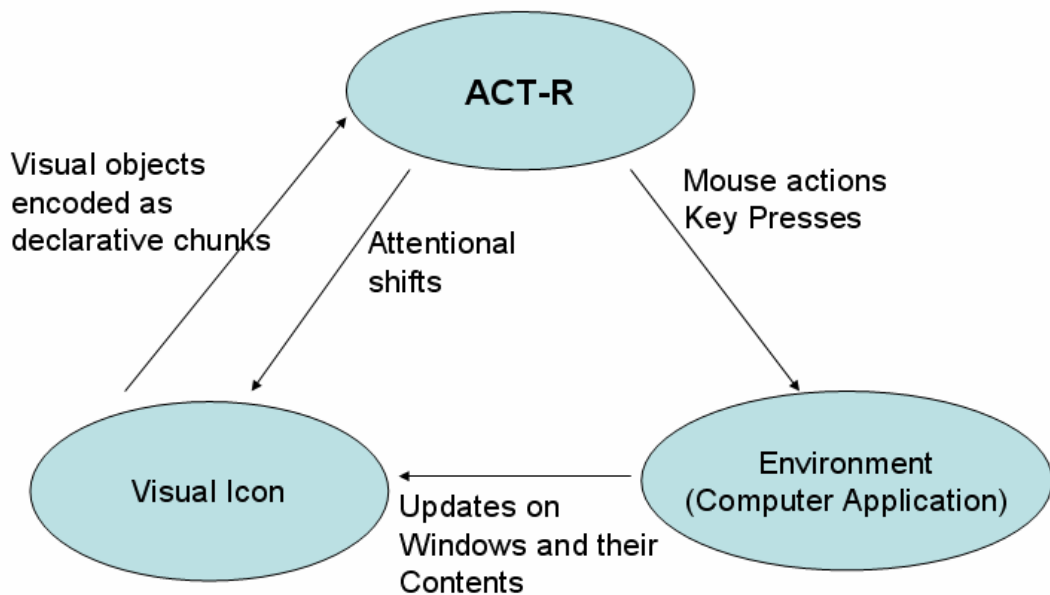 ACT-R
Visual objects
encoded as
declarative chunks
Attentional
shifts
Mouse actions
Key Presses
Visual Icon
Updates on
Windows and their
Contents
Environment
(Computer Application)